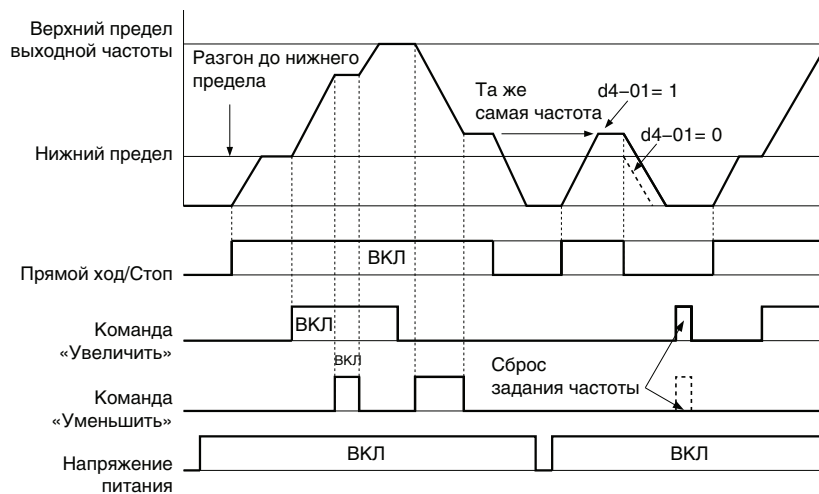 Верхний предел
выходной частоты
Разгон до нижнего
предела
Та же
самая частота
d4−01= 1
d4−01= 0
Нижний предел
Прямой ход/Стоп
ВКЛ
Команда
«Увеличить»
ВКЛ
ВКЛ
Сброс
задания частоты
Команда
«Уменьшить»
Напряжение
питания
ВКЛ
ВКЛ